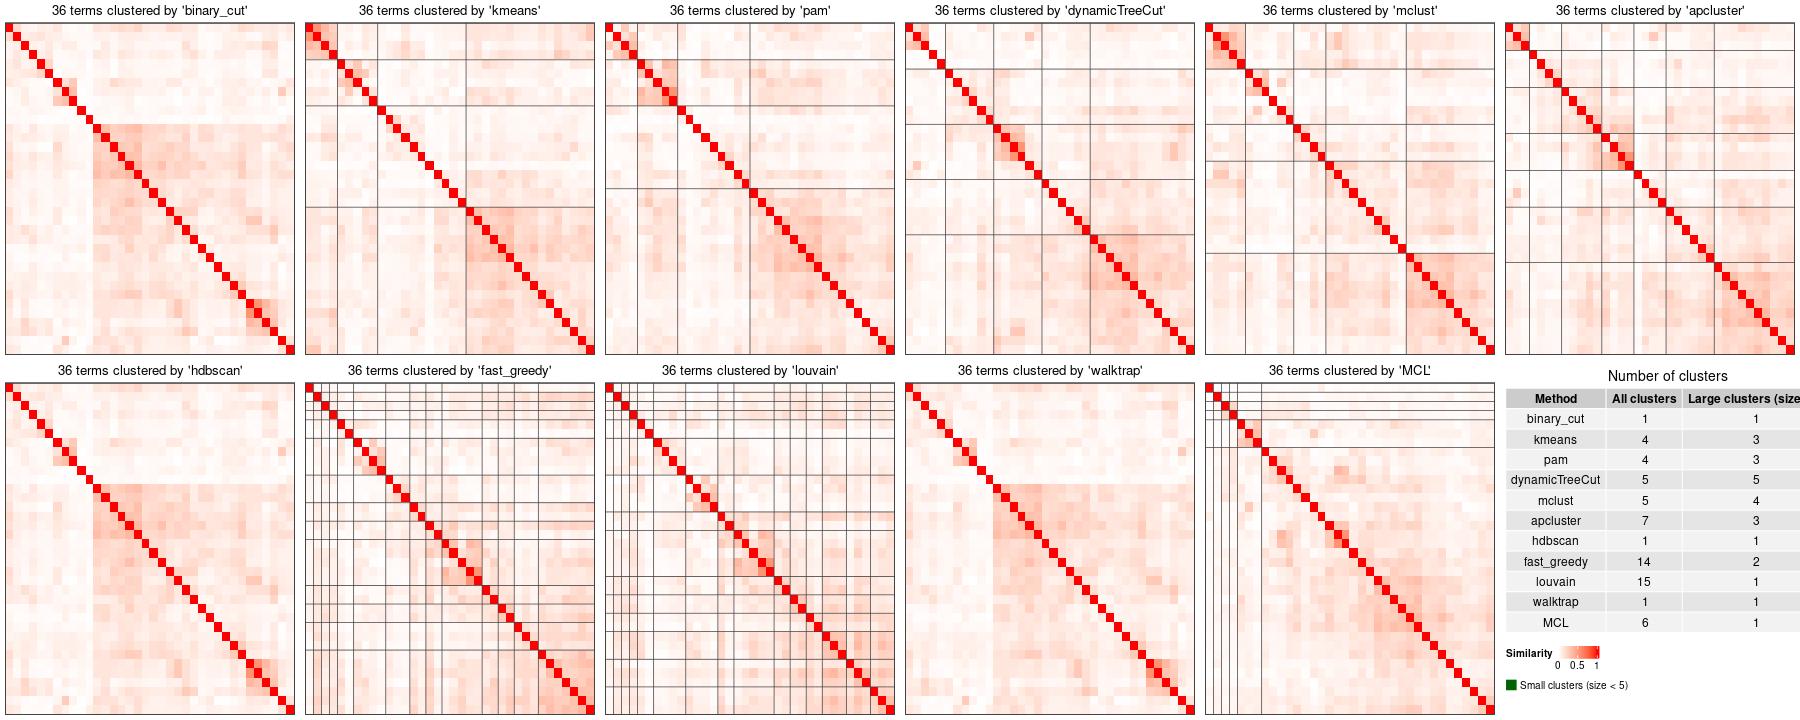 36 terms clustered by 'binary_cut'
36 terms clustered by 'kmeans'
36 terms clustered by 'pam'
36 terms clustered by 'dynamicTreeCut'
36 terms clustered by 'mclust'
36 terms clustered by 'apcluster'
36 terms clustered by 'hdbscan'
36 terms clustered by 'fast_greedy'
36 terms clustered by 'louvain'
36 terms clustered by 'walktrap'
36 terms clustered by 'MCL'
Number of clusters
Method All clusters Large clusters (size
binary_cut 1 1
kmeans 4 3
pam 4 3
dynamicTreeCut 5 5
mclust 5 4
apcluster 7 3
hdbscan 1 1
fast_greedy 14 2
louvain 15 1
walktrap 1 1
MCL 6 1
Similarity
0 0.5 1
Small clusters (size < 5)